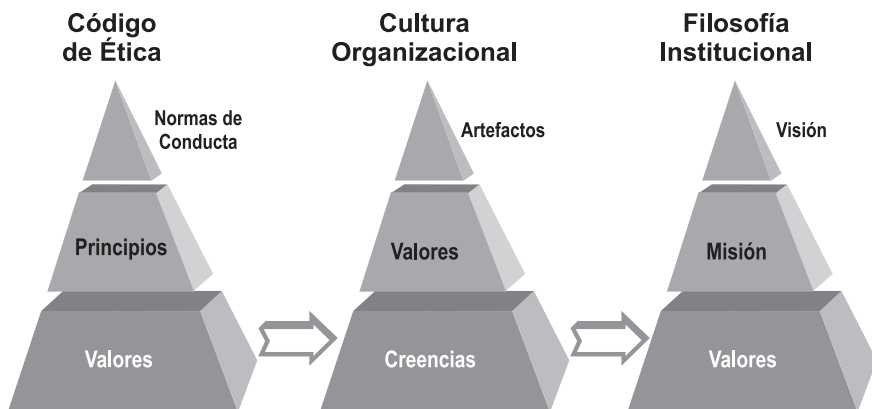 Código
de Ética
Normas de
Conducta
Principios
Valores
Cultura
Organizacional
Artefactos
Valores
Creencias
Filosofía
Institucional
Visión
Misión
Valores